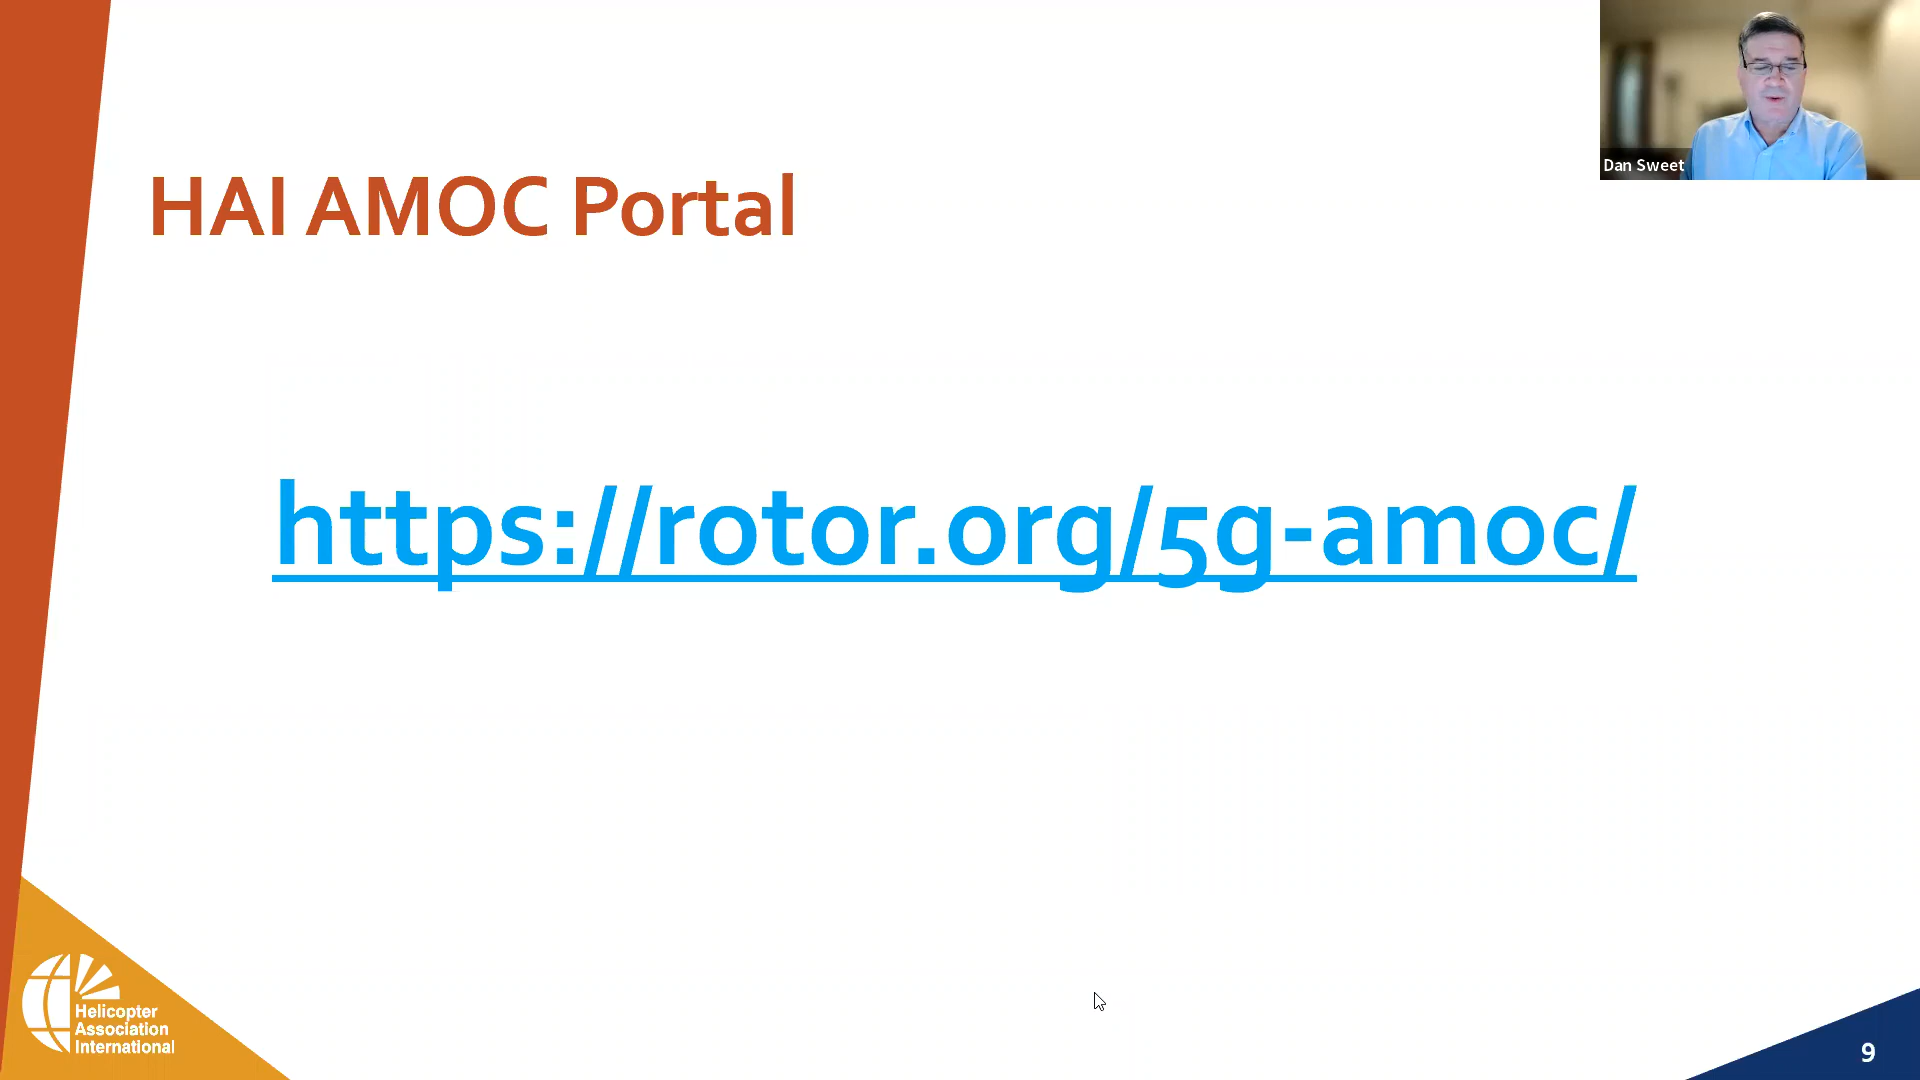 Dan Sweet
HAI AMOC Portal
https://rotor.org/5g-amoc/
Helicopter
Association
International
9